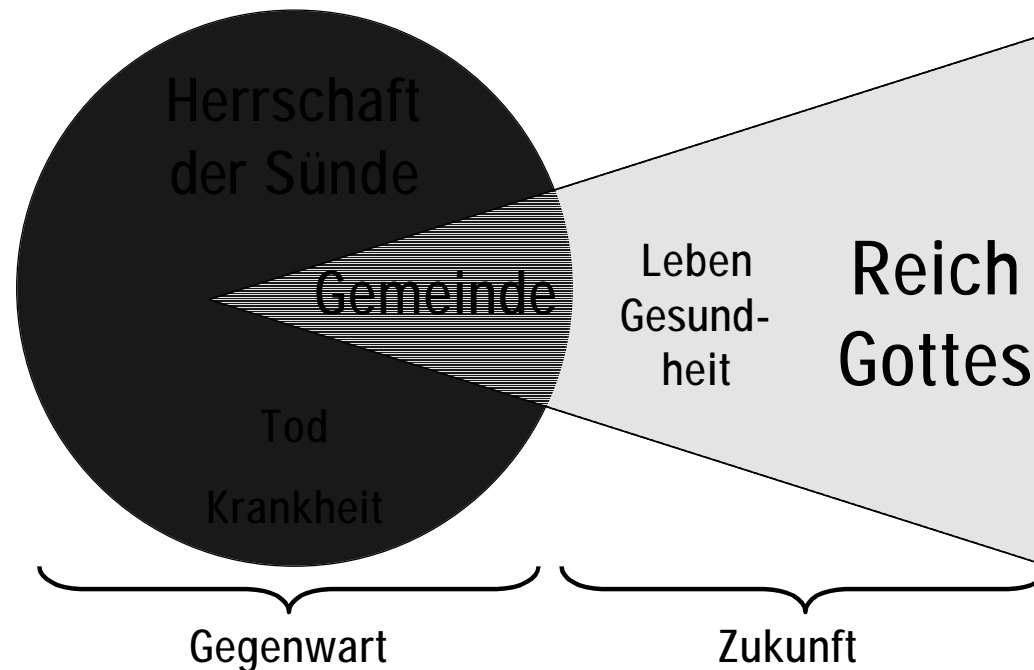 Herrschaft
der Sünde
Gemeinde
Tod
Krankheit
Leben
Gesund-
heit
Reich
Gottes
Gegenwart
Zukunft